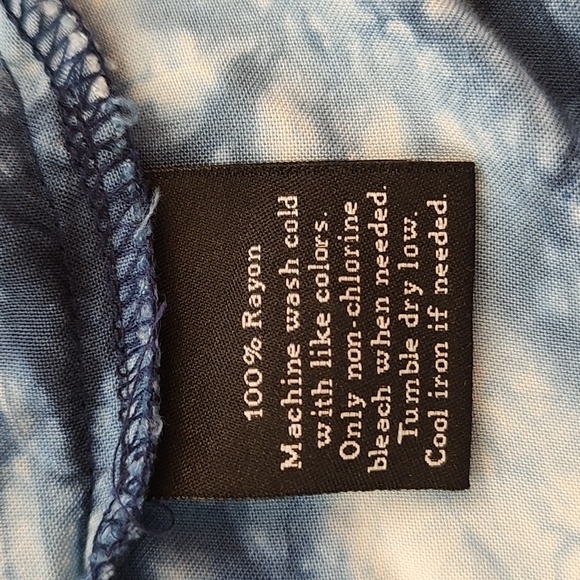 100% Rayon
Machine wash cold
with like colors.
Only non-chlorine
bleach when needed.
Tumble dry low.
Cool iron if needed.